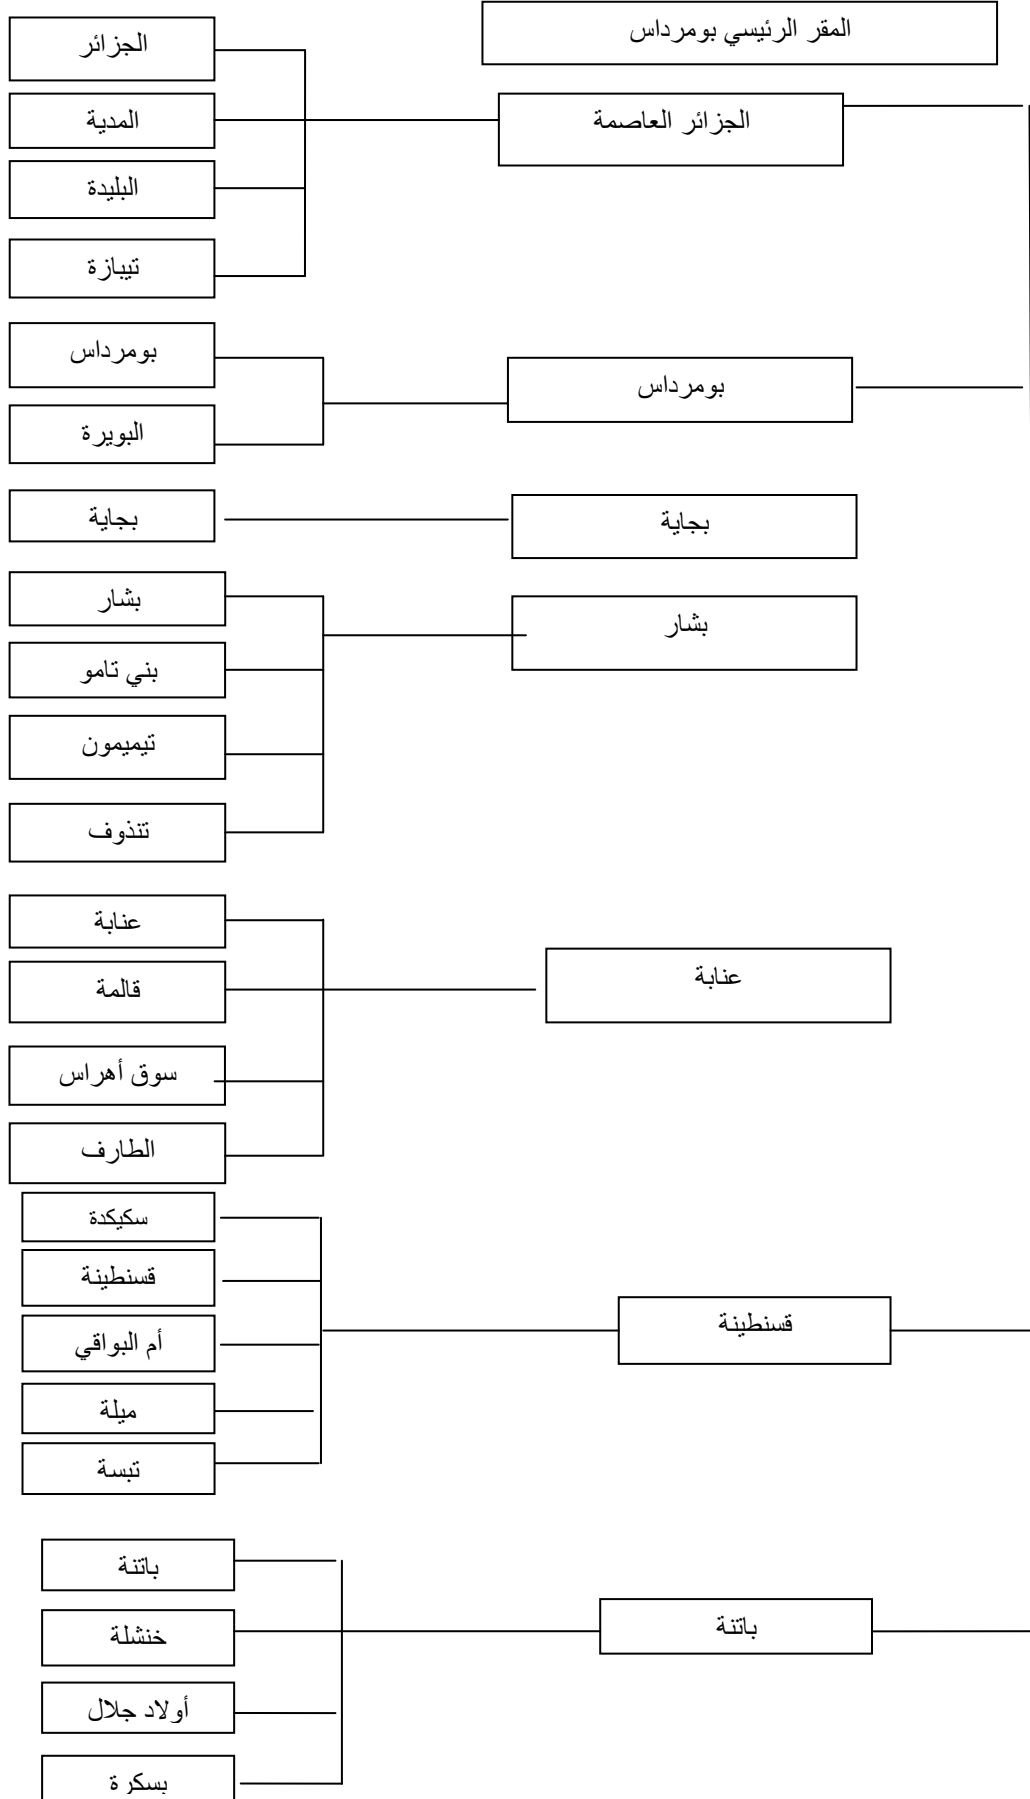 المقر الرئيسي بومرداس
الجزائر العاصمة
الجزائر
المدية
البليدة
تيبازة
بومرداس
بومرداس
البويرة
بجاية
بجاية
بشار
بشار
بني تامو
تيميمون
تنذوف
عنابة
عنابة
قالمة
سوق أهراس
الطارف
قسنطينة
سكيكدة
قسنطينة
أم البواقي
ميلة
تبسة
باتنة
باتنة
خنشلة
أولاد جلال
بسكرة